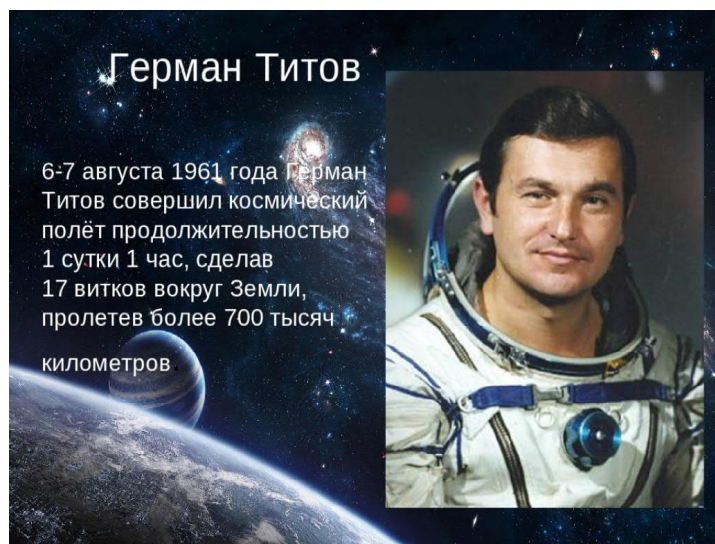 Герман Титов
6-7 августа 1961 года Герман
Титов совершил космический
полёт продолжительностью
1 сутки 1 час, сделав
17 витков вокруг Земли,
пролетев более 700 тысяч
километров.